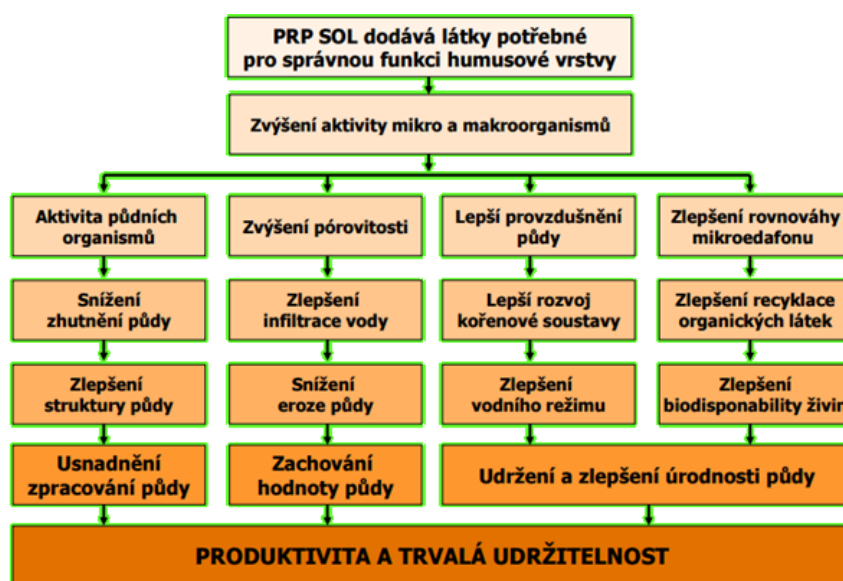 PRP SOL dodává látky potřebné
pro správnou funkci humusové vrstvy
Zvýšení aktivity mikro a makroorganismů
Aktivita půdních
organismů
Zvýšení pórovitosti
Lepší provzdušnění
půdy
Zlepšení rovnováhy
mikroedafonu
Snížení
zhutnění půdy
Zlepšení
infiltrace vody
Lepší rozvoj
kořenové soustavy
Zlepšení recyklace
organických látek
Zlepšení
struktury půdy
Snížení
eroze půdy
Zlepšení
vodního režimu
Zlepšení
biodisponability živin
Usnadnění
zpracování půdy
Zachování
hodnoty půdy
Udržení a zlepšení úrodnosti půdy
PRODUKTIVITA A TRVALÁ UDRŽITELNOST